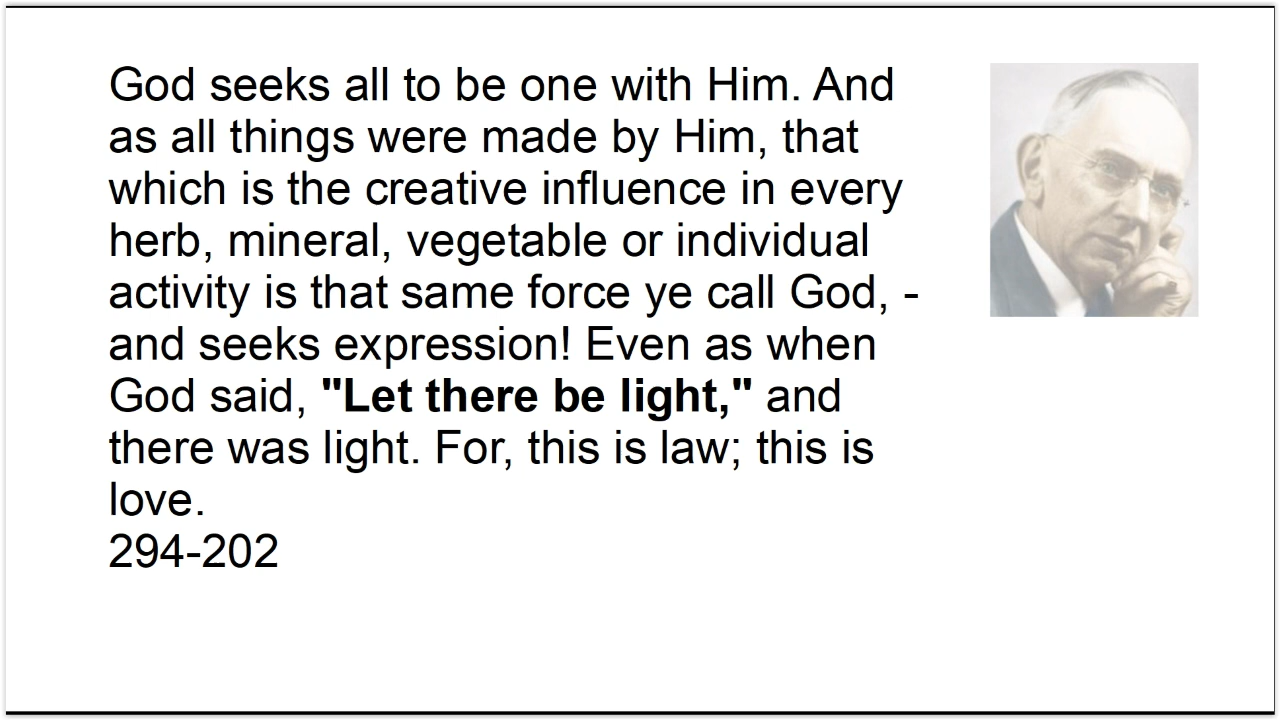 God seeks all to be one with Him. And
as all things were made by Him, that
which is the creative influence in every
herb, mineral, vegetable or individual
activity is that same force ye call God, -
and seeks expression! Even as when
God said, "Let there be light," and
there was light. For, this is law; this is
love.
294-202